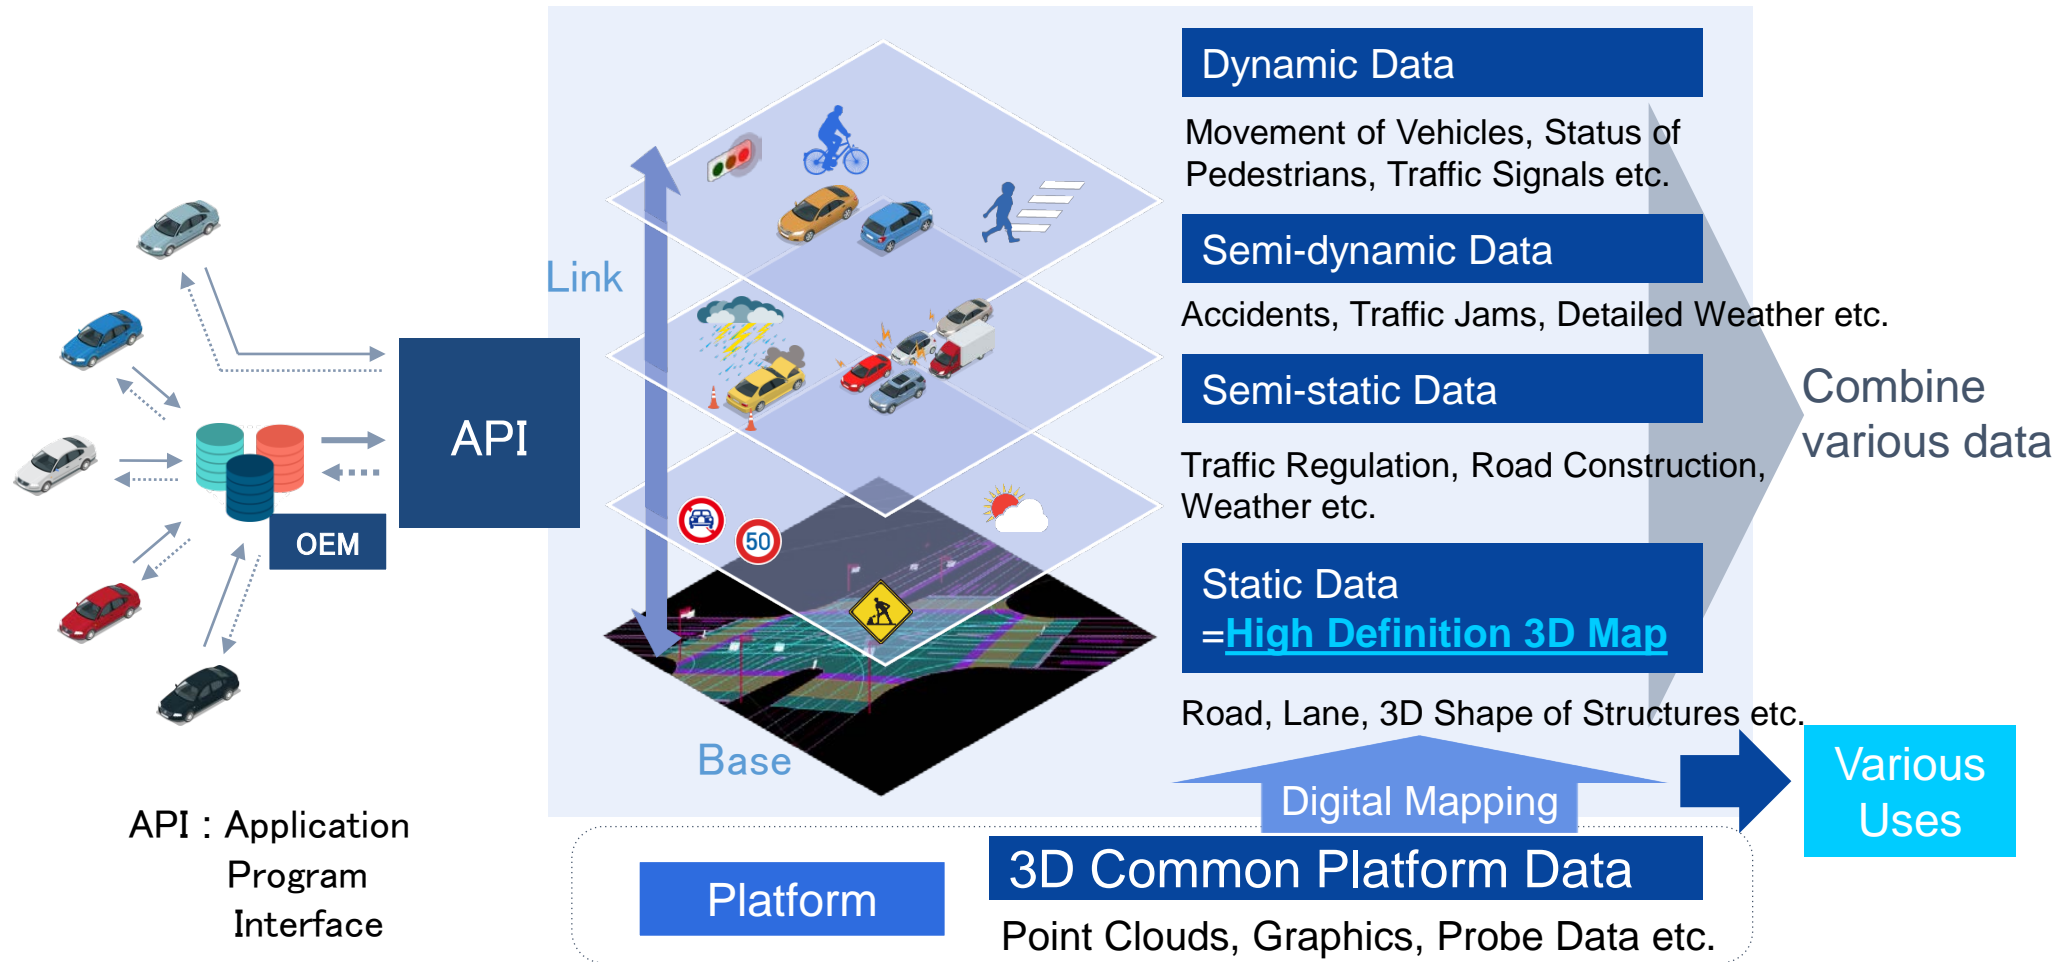 Dynamic Data
Movement of Vehicles, Status of
Pedestrians, Traffic Signals etc.
Link
Semi-dynamic Data
Accidents, Traffic Jams, Detailed Weather etc.
Semi-static Data
Combine
various data
Traffic Regulation, Road Construction,
Weather etc.
API
OEM
50
Static Data
=High Definition 3D Map
Road, Lane, 3D Shape of Structures etc.
Base
Digital Mapping
Various
Uses
API : Application
Program
Interface
Platform
3D Common Platform Data
Point Clouds, Graphics, Probe Data etc.